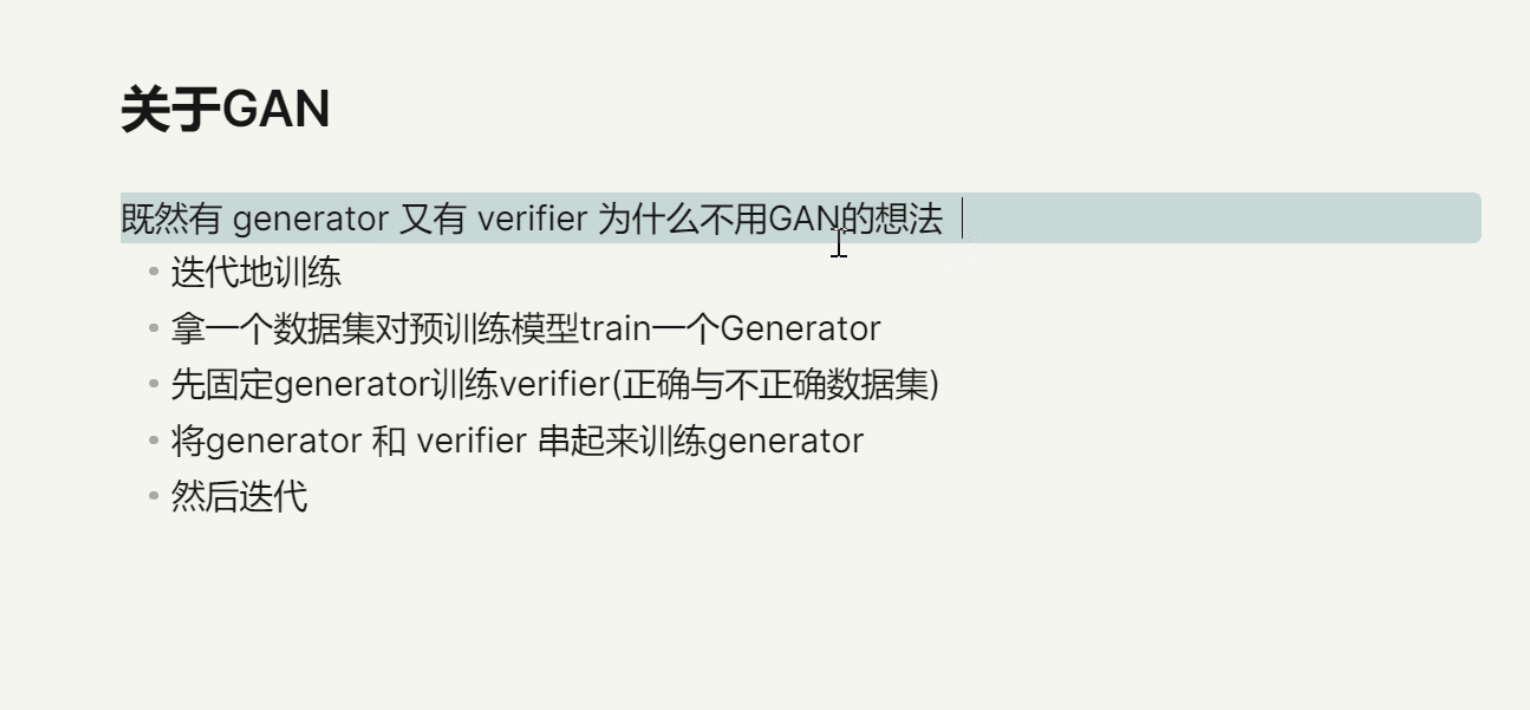 关于GAN
既然有 generator 又有 verifier 为什么不用GAN的想法
迭代地训练
拿一个数据集对预训练模型train一个Generator
先固定generator训练verifier(正确与不正确数据集)
将generator 和 verifier 串起来训练generator
然后迭代